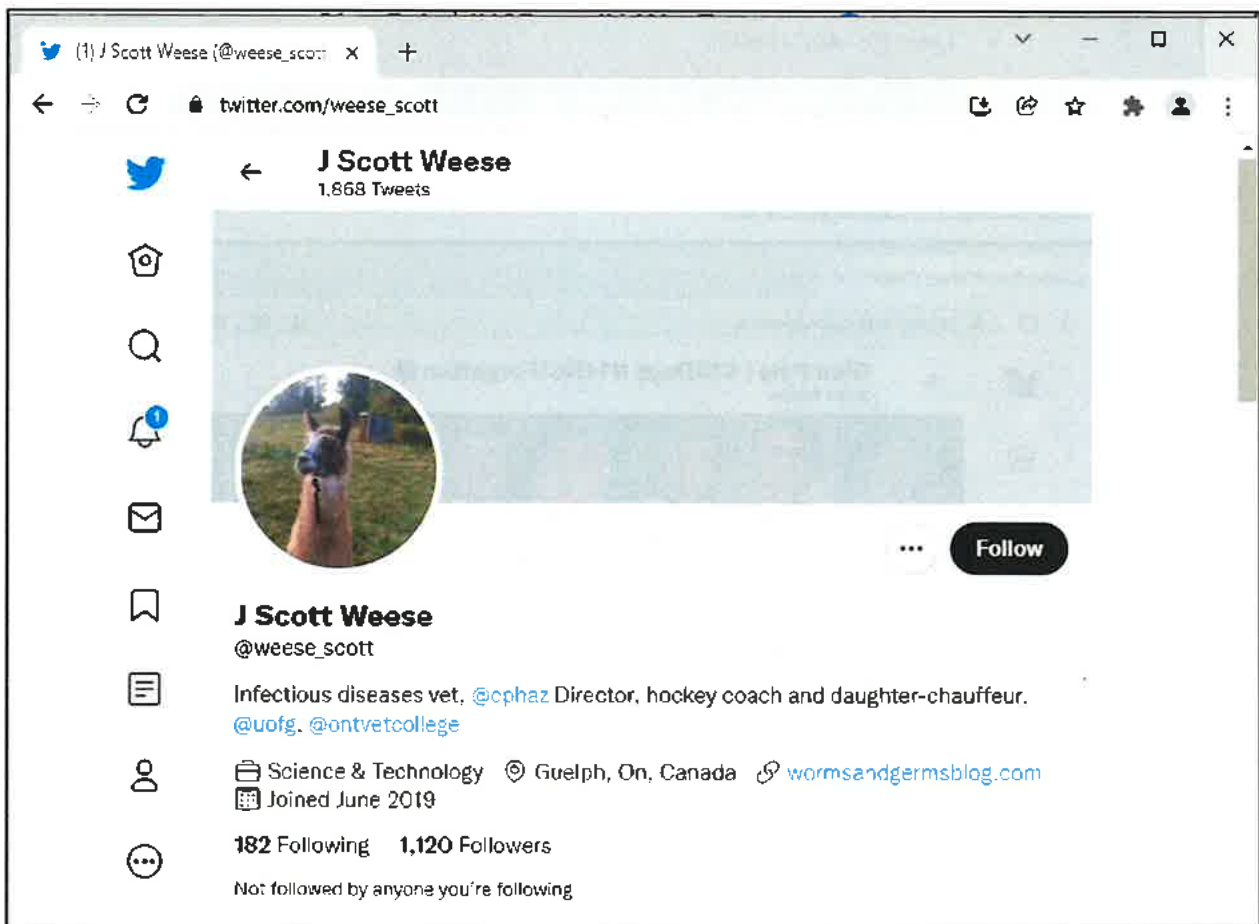 (1) J Scott Weese (@weese_scott
twitter.com/weese_scott
J Scott Weese
1,868 Tweets
1
Follow
J Scott Weese
@weese_scott
Infectious diseases vet, @cphaz Director, hockey coach and daughter-chauffeur.
@uofg. @ontvetcollege
Science & Technology Guelph, On, Canada wormsandgermsblog.com
Joined June 2019
182 Following 1,120 Followers
Not followed by anyone you're following